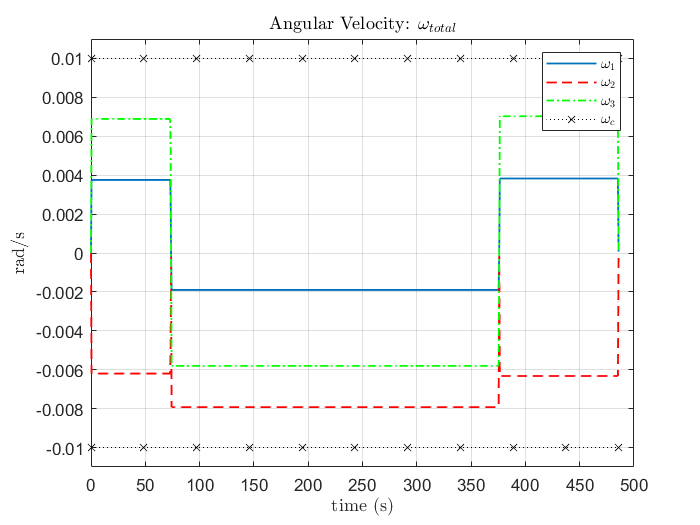 Angular Velocity: ω_total
ω_1
ω_2
ω_3
ω_c
0.01
0.008
0.006
0.004
0.002
0
-0.002
-0.004
-0.006
-0.008
-0.01
rad/s
0 50 100 150 200 250 300 350 400 450 500
time (s)